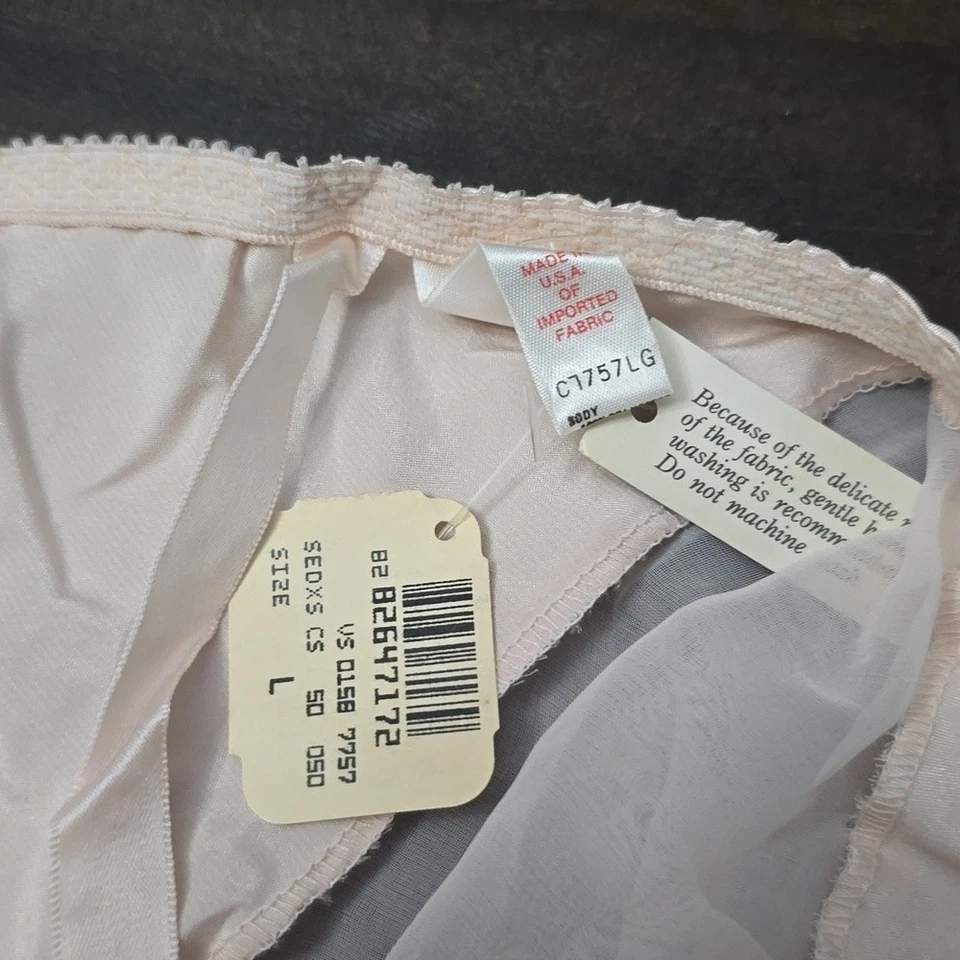 MADE IN
U.S.A.
OF
IMPORTED
FABRIC
C7757LG
BODY
Because of the delicate
of the fabric, gentle
washing is recomm
Do not machine
82 82647172
VS 0158 7757
SEDXS CS 50 050
SIZE L